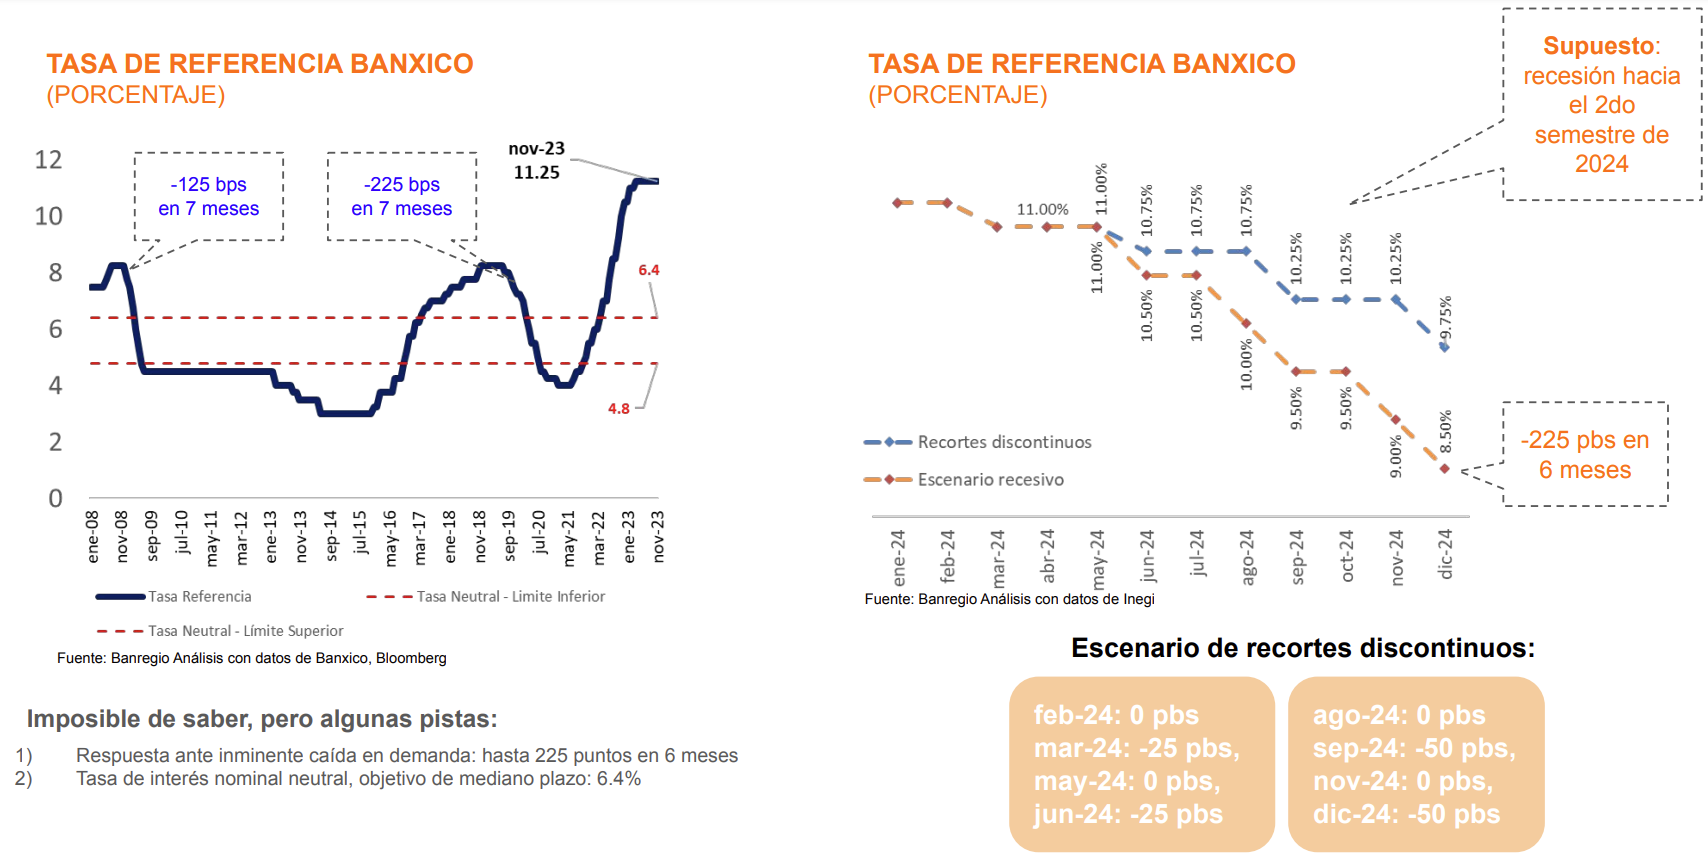 TASA DE REFERENCIA BANXICO
(PORCENTAJE)
12
10
8
6
4
2
0
-125 bps
en 7 meses
-225 bps
en 7 meses
nov-23
11.25
6.4
4.8
ene-08
nov-08
sep-09
jul-10
may-11
mar-12
ene-13
nov-13
sep-14
jul-15
may-16
mar-17
ene-18
nov-18
sep-19
jul-20
may-21
mar-22
ene-23
nov-23
Tasa Referencia
Tasa Neutral - Limite Inferior
Tasa Neutral - Límite Superior
Fuente: Banregio Análisis con datos de Banxico, Bloomberg
Imposible de saber, pero algunas pistas:
1) Respuesta ante inminente caída en demanda: hasta 225 puntos en 6 meses
2) Tasa de interés nominal neutral, objetivo de mediano plazo: 6.4%
TASA DE REFERENCIA BANXICO
(PORCENTAJE)
Supuesto:
recesión hacia
el 2do
semestre de
2024
11.00%
11.00%
10.75%
10.75%
10.75%
10.25%
10.25%
10.25%
9.75%
11.00%
10.50%
10.50%
10.00%
9.50%
9.50%
9.00%
8.50%
Recortes discontinuos
Escenario recesivo
-225 pbs en
6 meses
ene-24
feb-24
mar-24
abr-24
may-24
jun-24
jul-24
ago-24
sep-24
oct-24
nov-24
dic-24
Fuente: Banregio Análisis con datos de Inegi
Escenario de recortes discontinuos:
feb-24: 0 pbs
mar-24: -25 pbs,
may-24: 0 pbs,
jun-24: -25 pbs
ago-24: 0 pbs
sep-24: -50 pbs,
nov-24: 0 pbs,
dic-24: -50 pbs